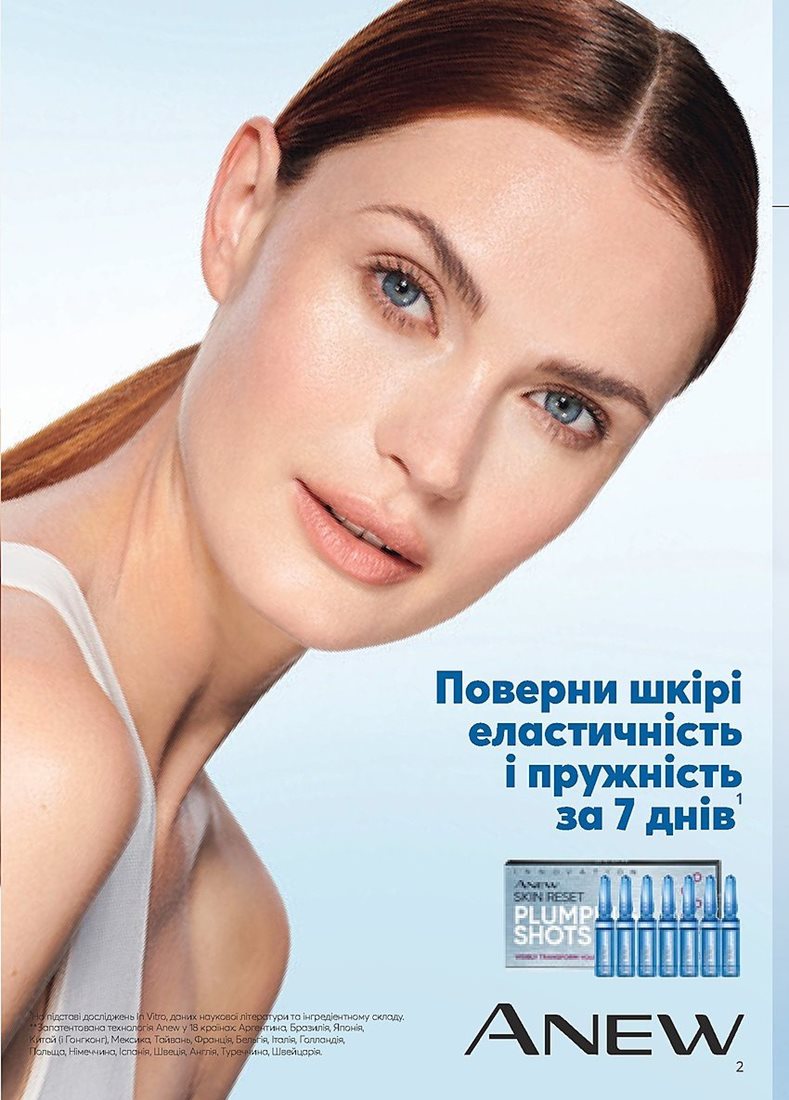 Поверни шкірі
еластичність
і пружність
за 7 днів¹
INNOVATION
ANEW
SKIN RESET
PLUMP
SHOTS
¹На підставі досліджень In Vitro, даних наукової літератури та інгредієнтному складу.
**Запатентована технологія Anew у 18 країнах: Аргентина, Бразилія, Японія,
Китай (і Гонгконг), Мексика, Тайвань, Франція, Бельгія, Італія, Голландія,
Польща, Німеччина, Іспанія, Швеція, Англія, Туреччина, Швейцарія.
ANEW
2